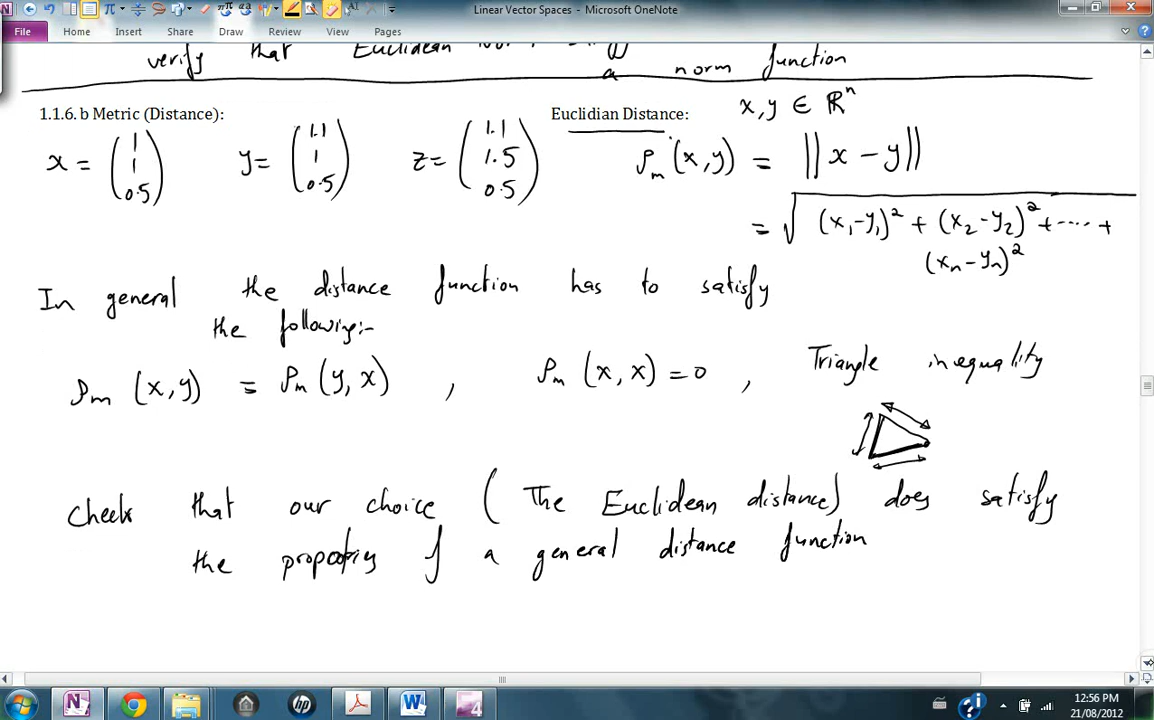 Linear Vector Spaces - Microsoft OneNote
File Home Insert Share Draw Review View Pages
verify that Euclidean
a norm function
1.1.6. b Metric (Distance): Euclidian Distance: x, y ∈ ℝⁿ
x = (1 1 0.5) y = (1.1 1 0.5) z = (1.1 1.5 0.5) ρₘ(x,y) = ||x − y||
= √(x₁−y₁)² + (x₂−y₂)² + ---- +
(xₙ−yₙ)²
In general the distance function has to satisfy
the following:-
ρₘ (x,y) = ρₘ (y,x) , ρₘ (x,x) = 0 , Triangle inequality
Check that our choice ( The Euclidean distance) does satisfy
the properties of a general distance function
12:56 PM
21/08/2012